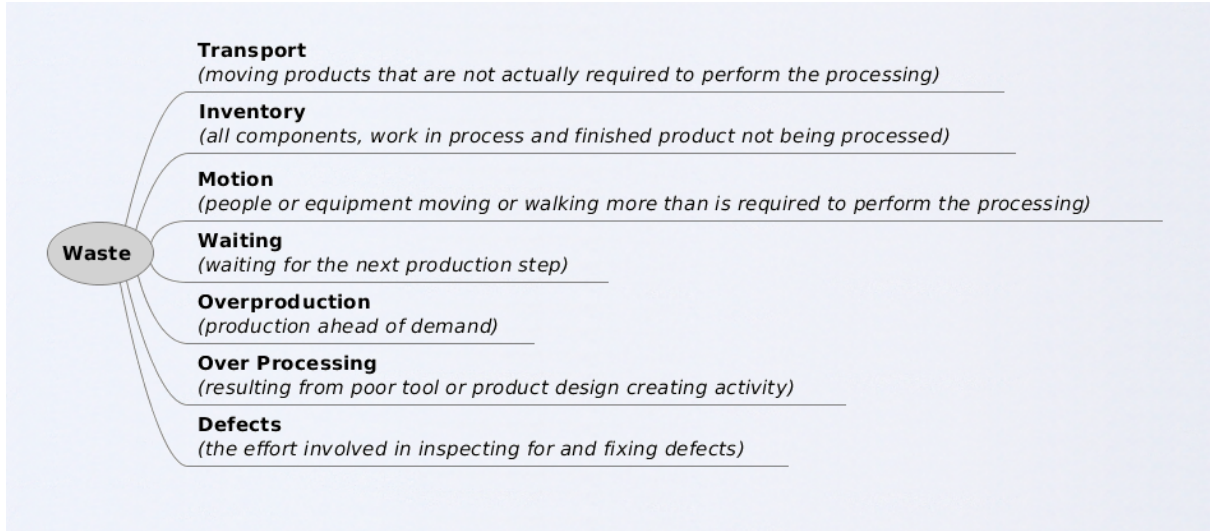 Transport
(moving products that are not actually required to perform the processing)
Inventory
(all components, work in process and finished product not being processed)
Motion
(people or equipment moving or walking more than is required to perform the processing)
Waste
Waiting
(waiting for the next production step)
Overproduction
(production ahead of demand)
Over Processing
(resulting from poor tool or product design creating activity)
Defects
(the effort involved in inspecting for and fixing defects)